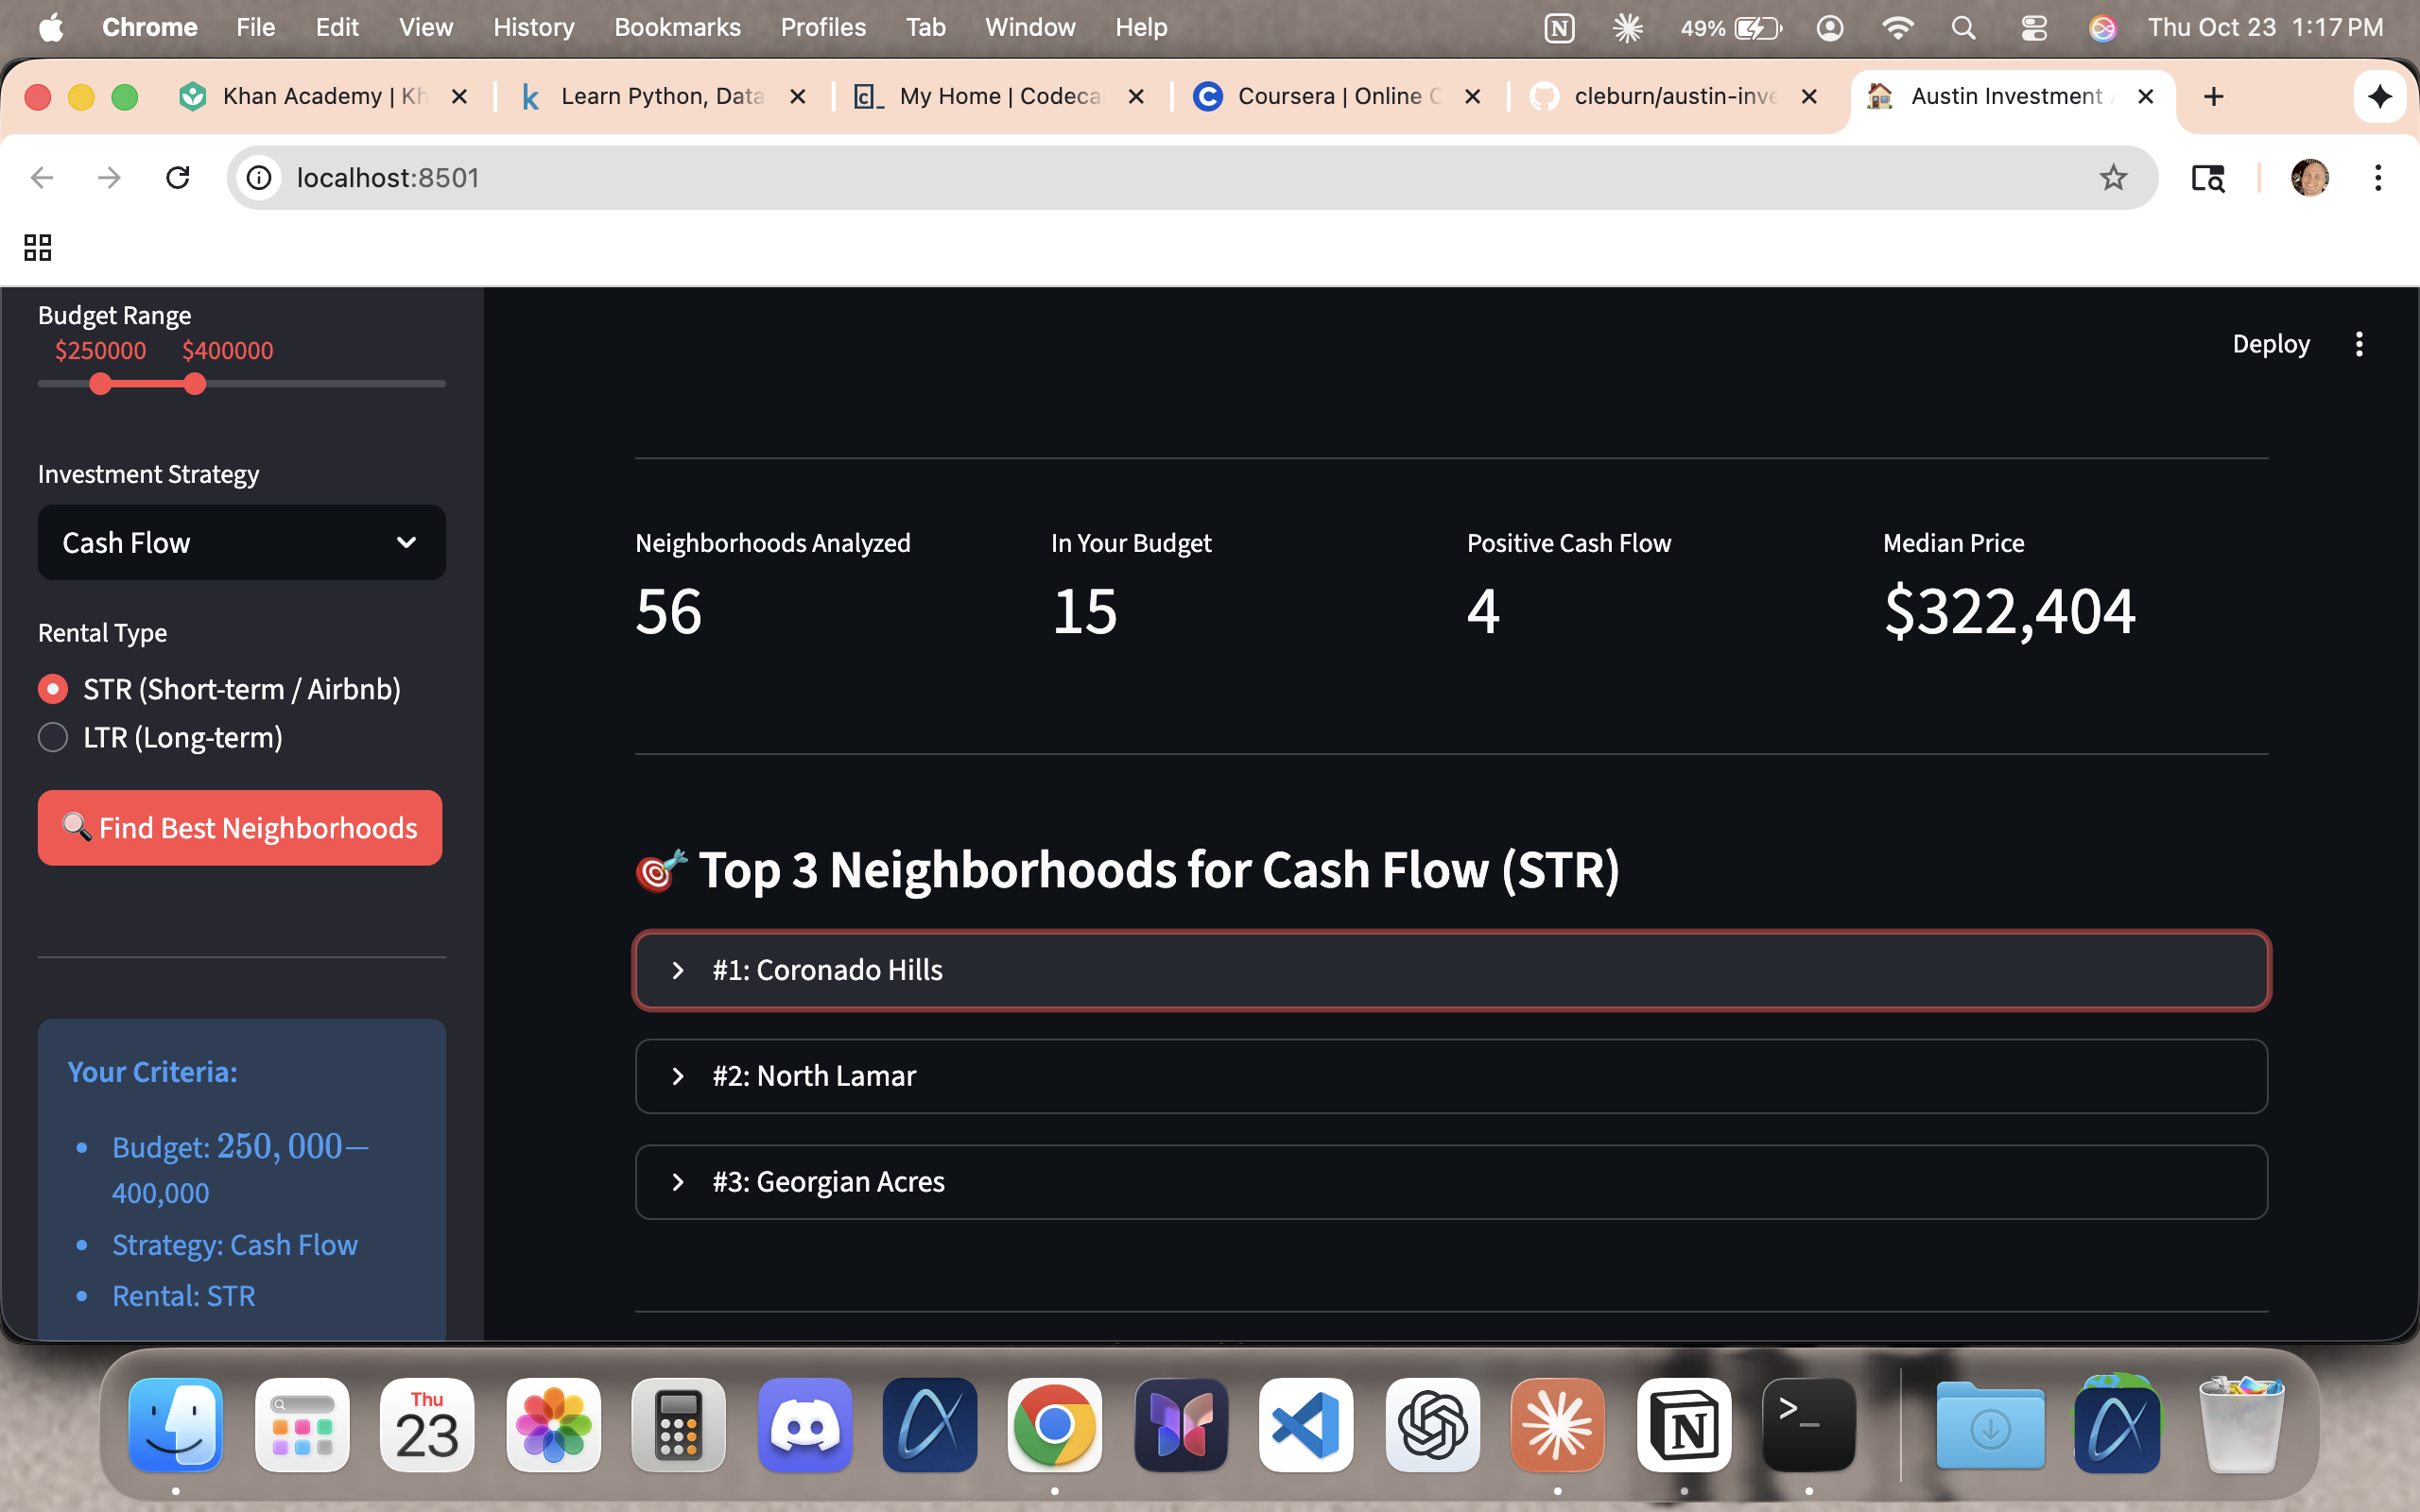 Chrome File Edit View History Bookmarks Profiles Tab Window Help 49% Thu Oct 23 1:17 PM
Khan Academy | Kh Learn Python, Data My Home | Codeca Coursera | Online C cleburn/austin-inve Austin Investment
localhost:8501
Budget Range
$250000 $400000
Investment Strategy
Cash Flow
Rental Type
STR (Short-term / Airbnb)
LTR (Long-term)
🔍 Find Best Neighborhoods
Your Criteria:
• Budget: 250,000—
400,000
• Strategy: Cash Flow
• Rental: STR
Deploy
Neighborhoods Analyzed In Your Budget Positive Cash Flow Median Price
56 15 4 $322,404
🎯 Top 3 Neighborhoods for Cash Flow (STR)
#1: Coronado Hills
#2: North Lamar
#3: Georgian Acres
Thu
23